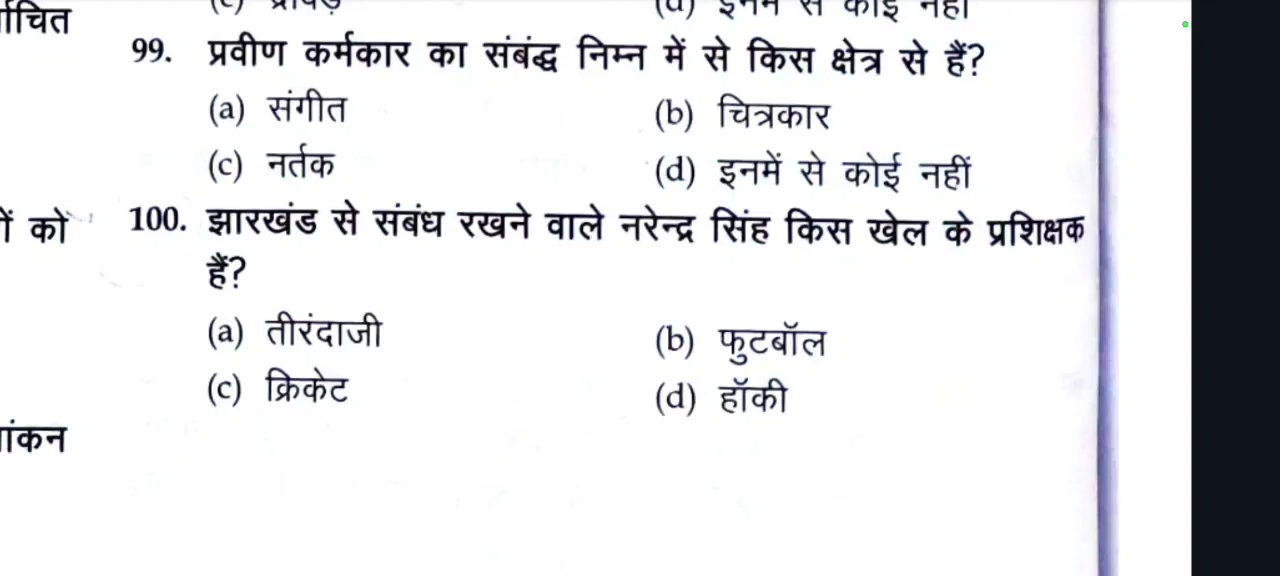 99. प्रवीण कर्मकार का संबंद्ध निम्न में से किस क्षेत्र से हैं?
(a) संगीत (b) चित्रकार
(c) नर्तक (d) इनमें से कोई नहीं
ों को 100. झारखंड से संबंध रखने वाले नरेन्द्र सिंह किस खेल के प्रशिक्षक
हैं?
(a) तीरंदाजी (b) फुटबॉल
(c) क्रिकेट (d) हॉकी